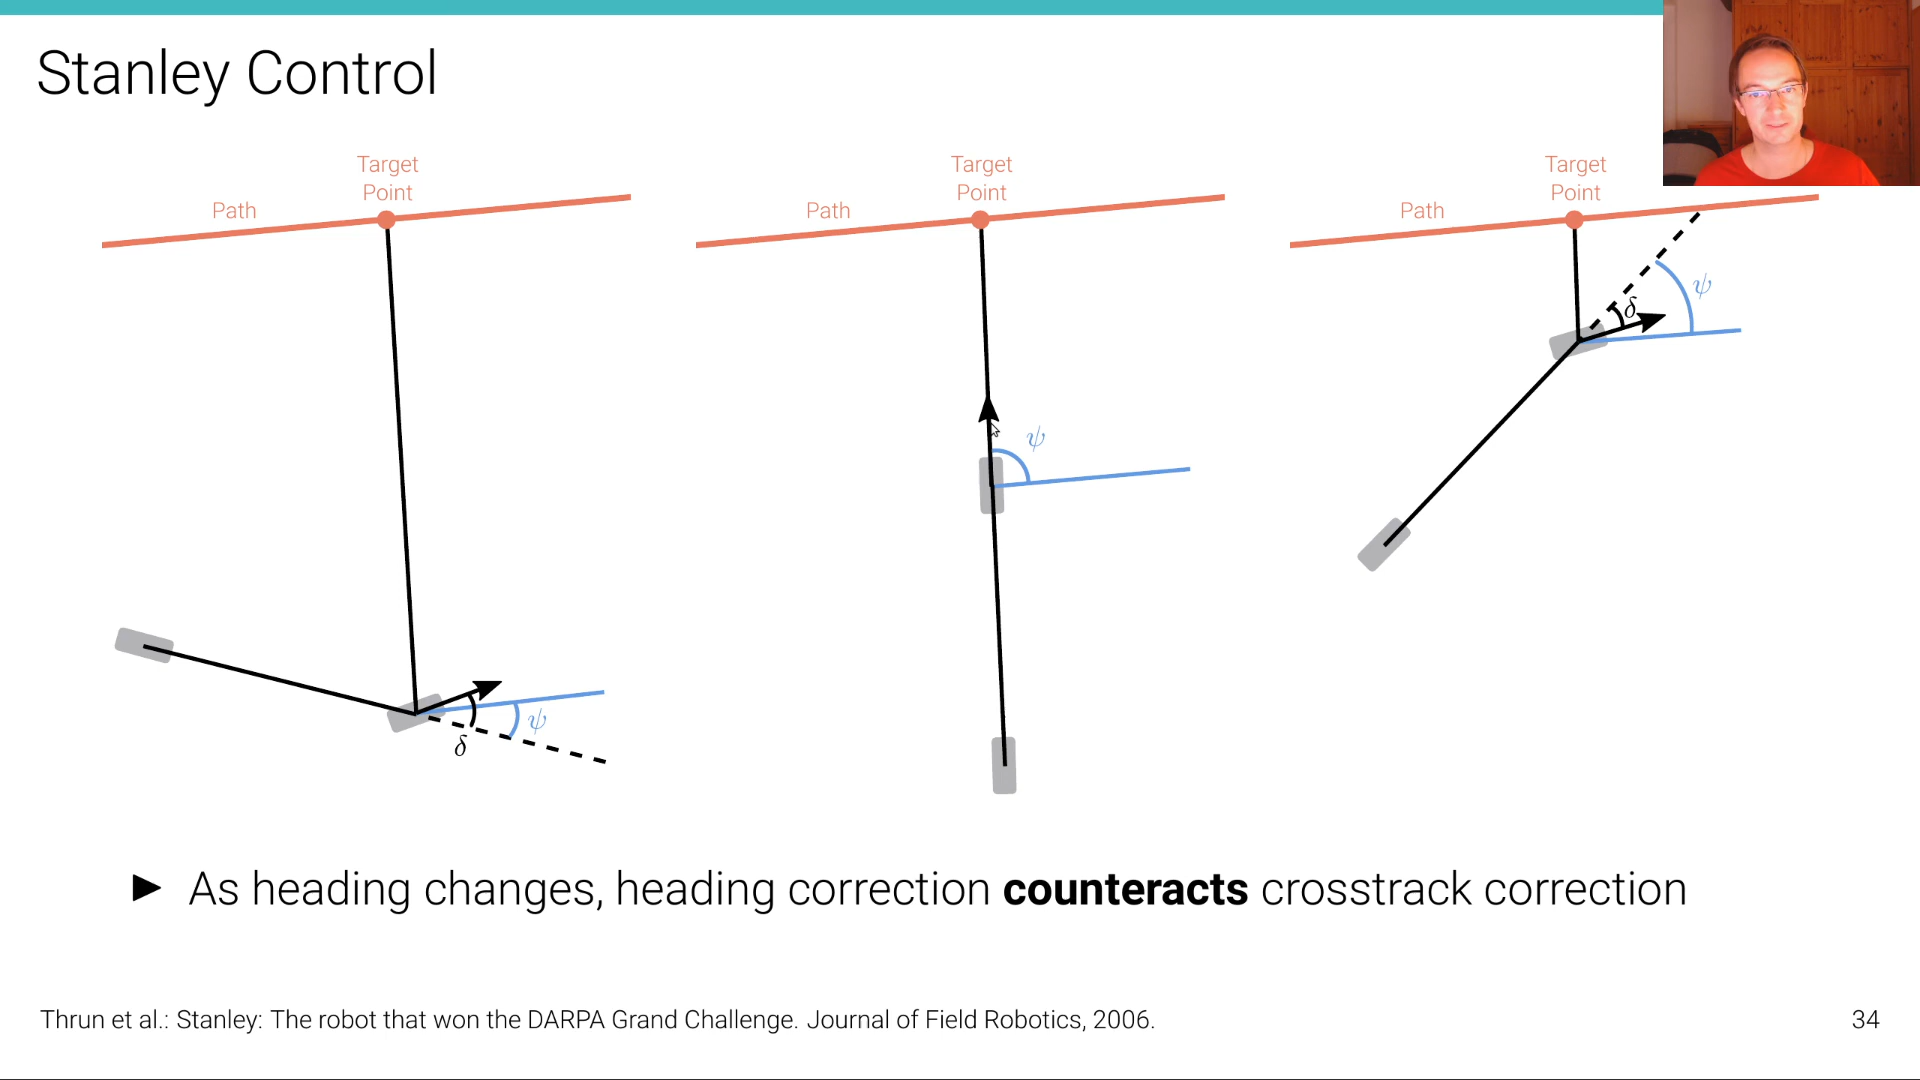 Stanley Control
Target
Point
Path
δ
ψ
Target
Point
Path
ψ
Target
Point
Path
δ
ψ
► As heading changes, heading correction counteracts crosstrack correction
Thrun et al.: Stanley: The robot that won the DARPA Grand Challenge. Journal of Field Robotics, 2006.
34